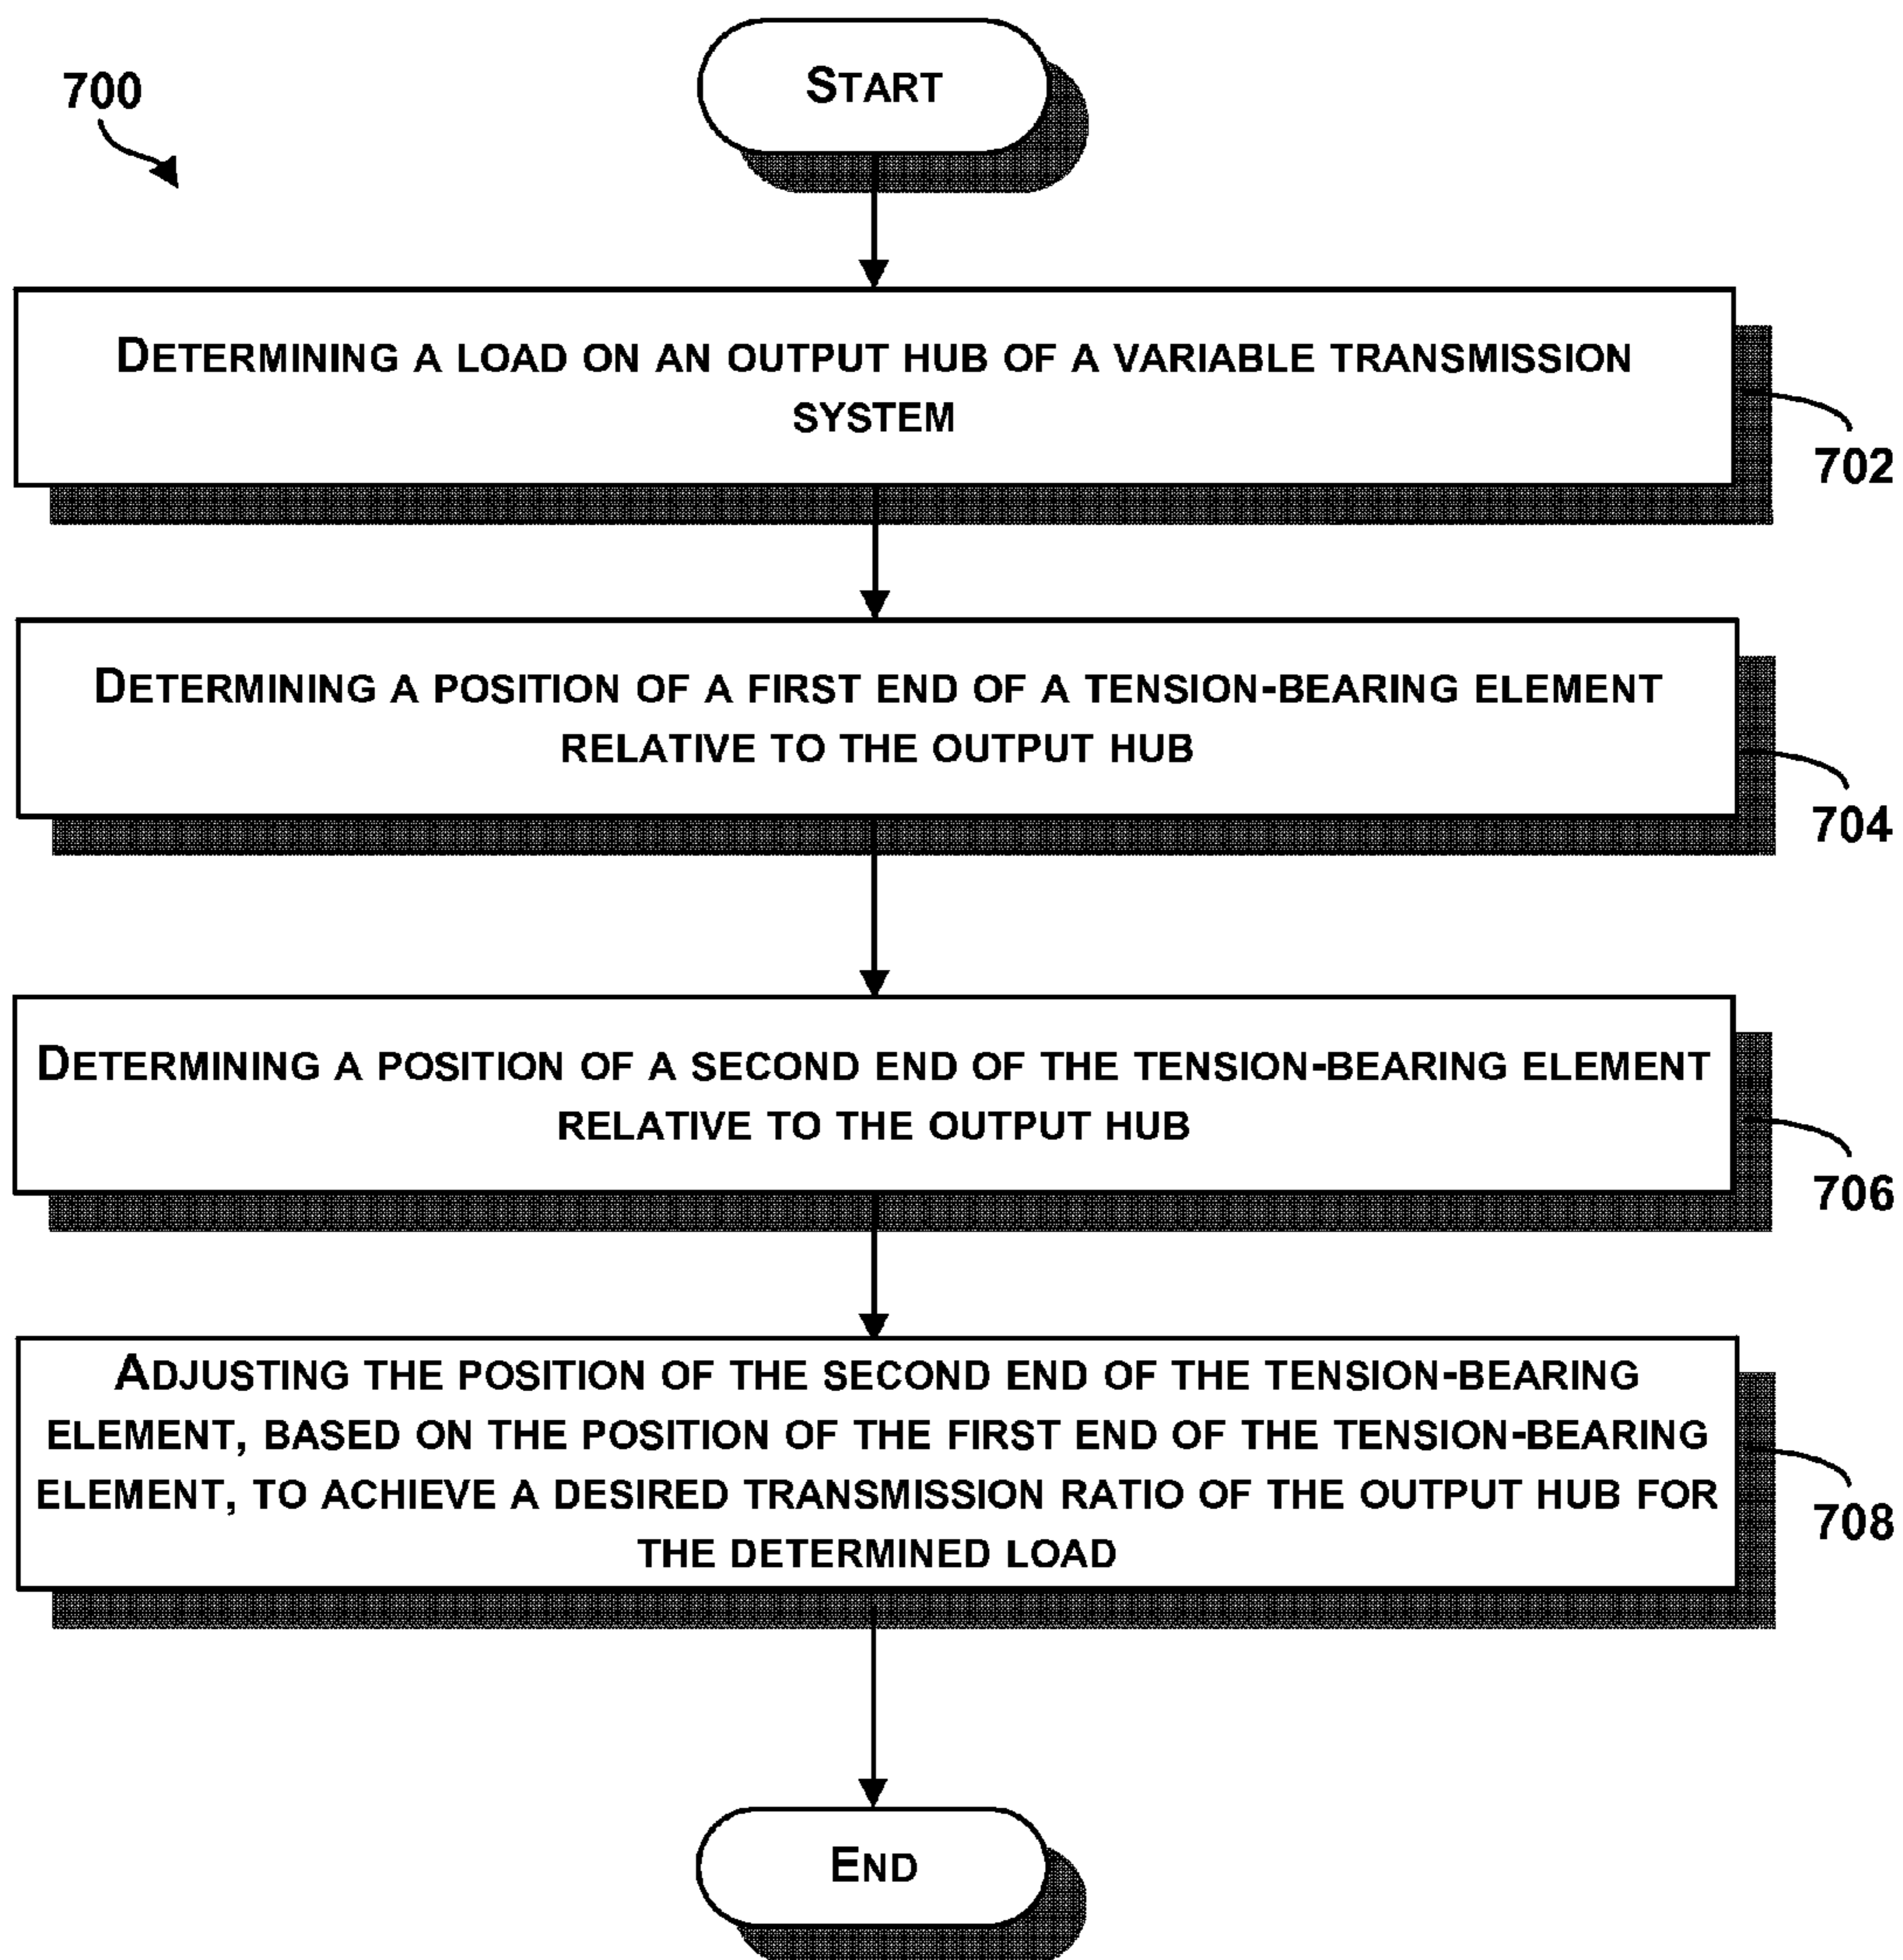 700
START
DETERMINING A LOAD ON AN OUTPUT HUB OF A VARIABLE TRANSMISSION
SYSTEM
702
DETERMINING A POSITION OF A FIRST END OF A TENSION-BEARING ELEMENT
RELATIVE TO THE OUTPUT HUB
704
DETERMINING A POSITION OF A SECOND END OF THE TENSION-BEARING ELEMENT
RELATIVE TO THE OUTPUT HUB
706
ADJUSTING THE POSITION OF THE SECOND END OF THE TENSION-BEARING
ELEMENT, BASED ON THE POSITION OF THE FIRST END OF THE TENSION-BEARING
ELEMENT, TO ACHIEVE A DESIRED TRANSMISSION RATIO OF THE OUTPUT HUB FOR
THE DETERMINED LOAD
708
END